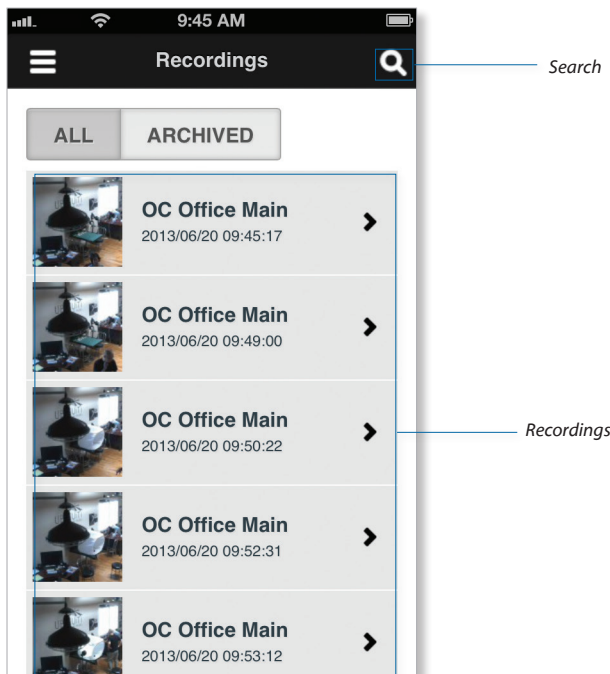 9:45 AM
Recordings
Search
ALL
ARCHIVED
OC Office Main
2013/06/20 09:45:17
OC Office Main
2013/06/20 09:49:00
OC Office Main
2013/06/20 09:50:22
Recordings
OC Office Main
2013/06/20 09:52:31
OC Office Main
2013/06/20 09:53:12